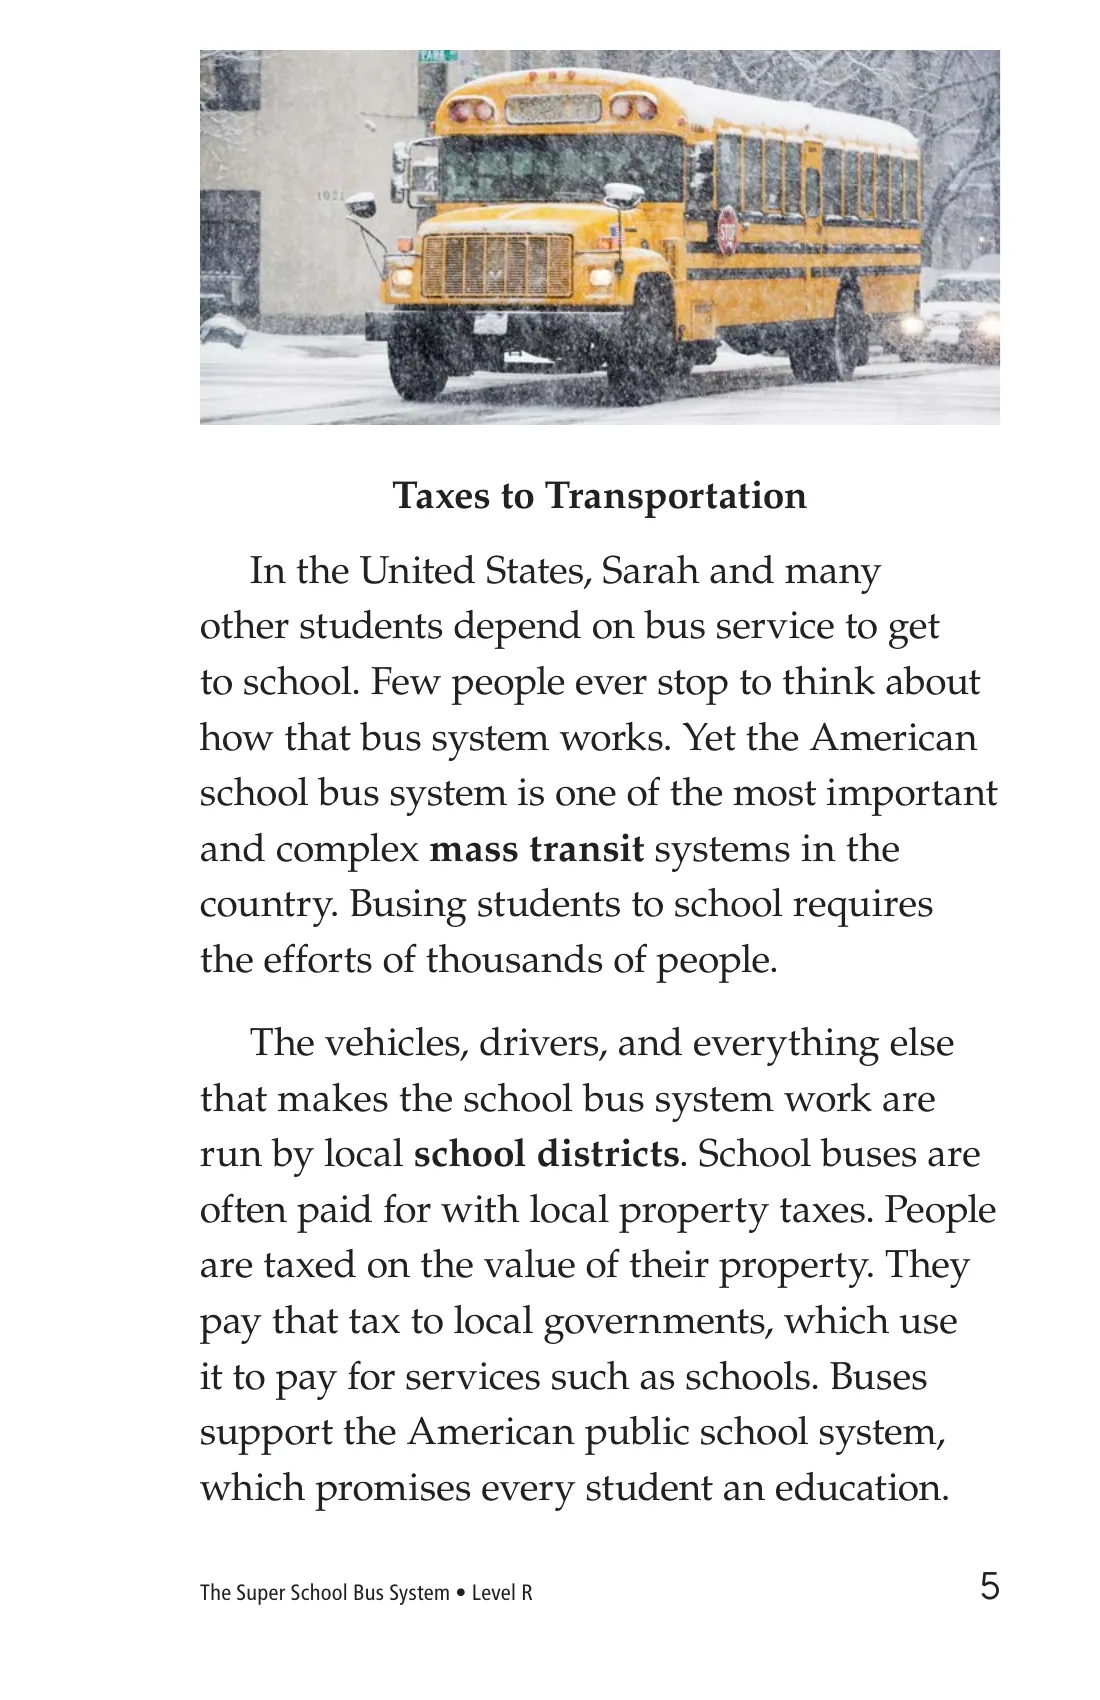 PARK
1021
STOP
Taxes to Transportation
In the United States, Sarah and many
other students depend on bus service to get
to school. Few people ever stop to think about
how that bus system works. Yet the American
school bus system is one of the most important
and complex mass transit systems in the
country. Busing students to school requires
the efforts of thousands of people.
The vehicles, drivers, and everything else
that makes the school bus system work are
run by local school districts. School buses are
often paid for with local property taxes. People
are taxed on the value of their property. They
pay that tax to local governments, which use
it to pay for services such as schools. Buses
support the American public school system,
which promises every student an education.
The Super School Bus System • Level R
5